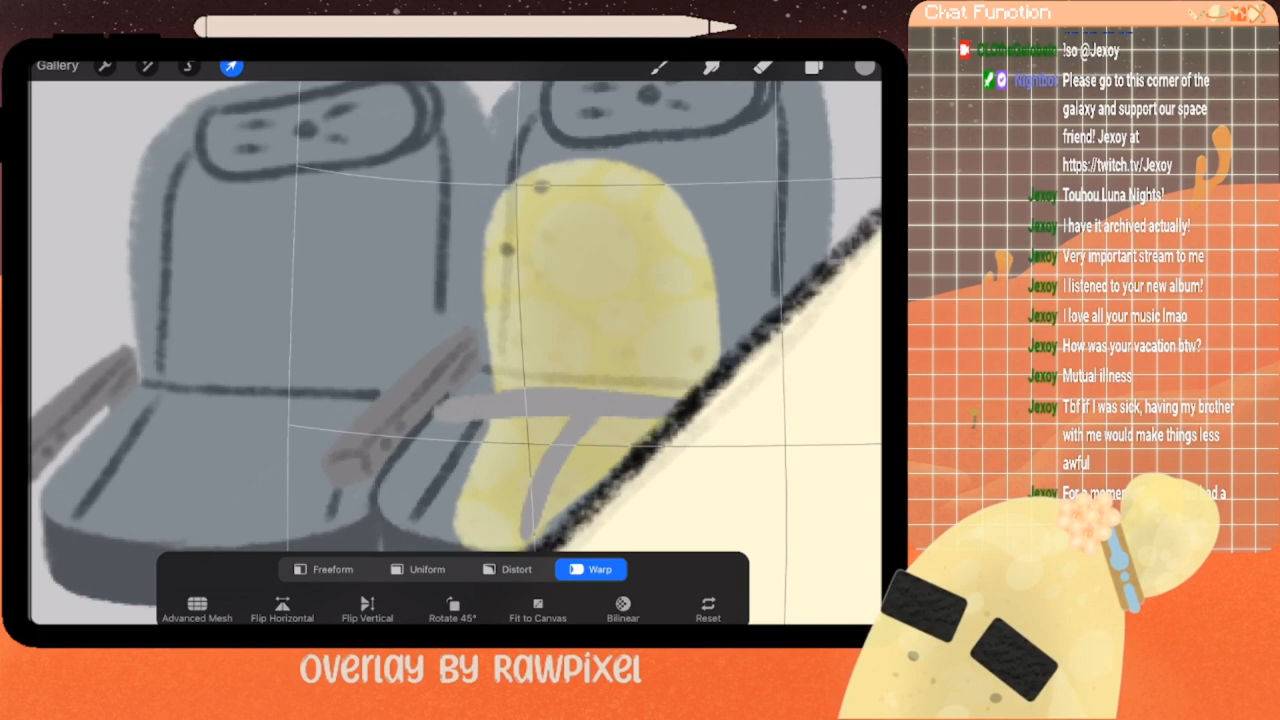 Chat Function
Gallery
!so @Jexoy
Nightbot Please go to this corner of the
galaxy and support our space
friend! Jexoy at
https://twitch.tv/Jexoy
Jexoy Touhou Luna Nights!
Jexoy I have it archived actually!
Jexoy Very important stream to me
Jexoy I listened to your new album!
Jexoy I love all your music lmao
Jexoy How was your vacation btw?
Jexoy Mutual illness
Jexoy Tbf if I was sick, having my brother
with me would make things less
awful
Jexoy For a
Freeform Uniform Distort Warp
Advanced Mesh Flip Horizontal Flip Vertical Rotate 45° Fit to Canvas Bilinear Reset
Overlay by Rawpixel